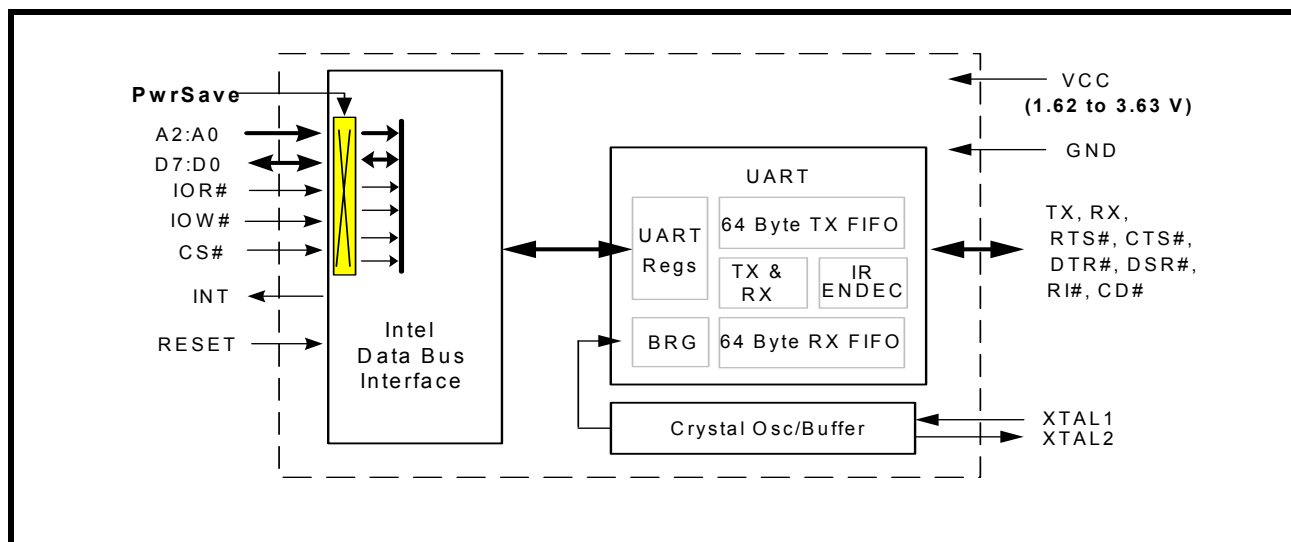 PwrSave
A2:A0
D7:D0
IOR#
IOW#
CS#
INT
RESET
Intel
Data Bus
Interface
UART
UART
Regs
64 Byte TX FIFO
TX &
RX
IR
ENDEC
BRG
64 Byte RX FIFO
Crystal Osc/Buffer
VCC
(1.62 to 3.63 V)
GND
TX, RX,
RTS#, CTS#,
DTR#, DSR#,
RI#, CD#
XTAL1
XTAL2